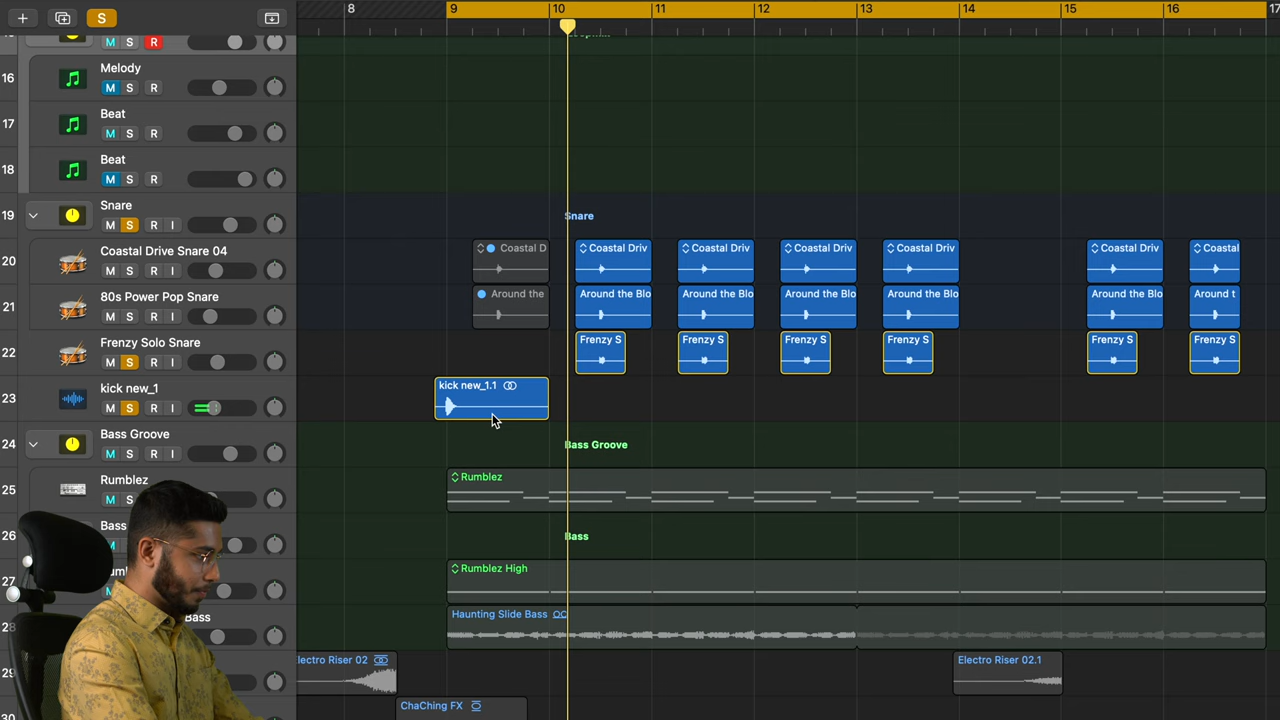 S
8 9 10 11 12 13 14 15 16 17
M S R
16 Melody
M S R
17 Beat
M S R
18 Beat
M S R
19 Snare
M S R I
Snare
20 Coastal Drive Snare 04
M S R I
Coastal D Coastal Driv Coastal Driv Coastal Driv Coastal Driv Coastal Driv Coastal
21 80s Power Pop Snare
M S R I
Around the Around the Blo Around the Blo Around the Blo Around the Blo Around the Blo Around t
22 Frenzy Solo Snare
M S R I
Frenzy S Frenzy S Frenzy S Frenzy S Frenzy S Frenzy S
23 kick new_1
M S R I
kick new_1.1
24 Bass Groove
M S R I
Bass Groove
25 Rumblez
M S
Rumblez
26 Bass
M
Bass
27
Rumblez High
28 Bass
Haunting Slide Bass
29
lectro Riser 02 Electro Riser 02.1
30
ChaChing FX